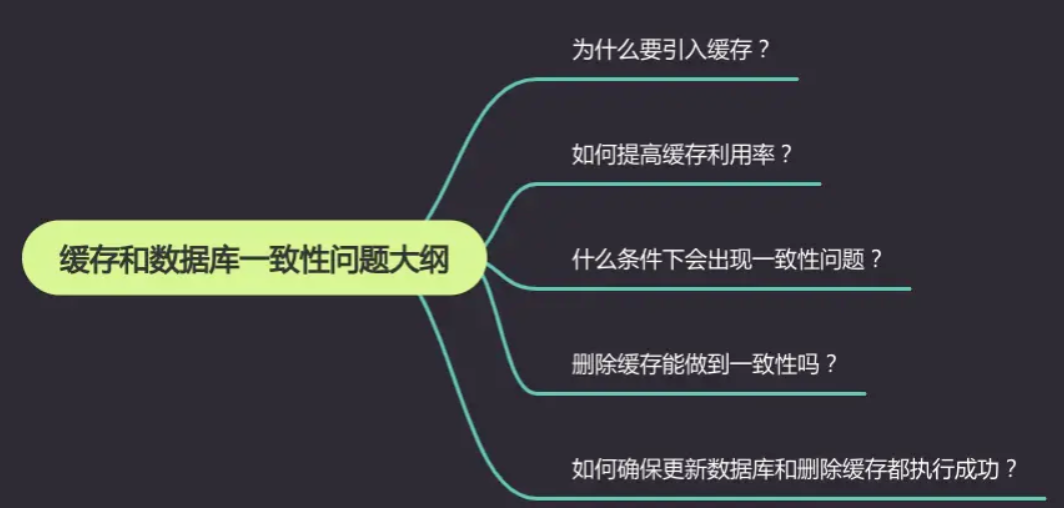 为什么要引入缓存？
如何提高缓存利用率？
缓存和数据库一致性问题大纲
什么条件下会出现一致性问题？
删除缓存能做到一致性吗？
如何确保更新数据库和删除缓存都执行成功？